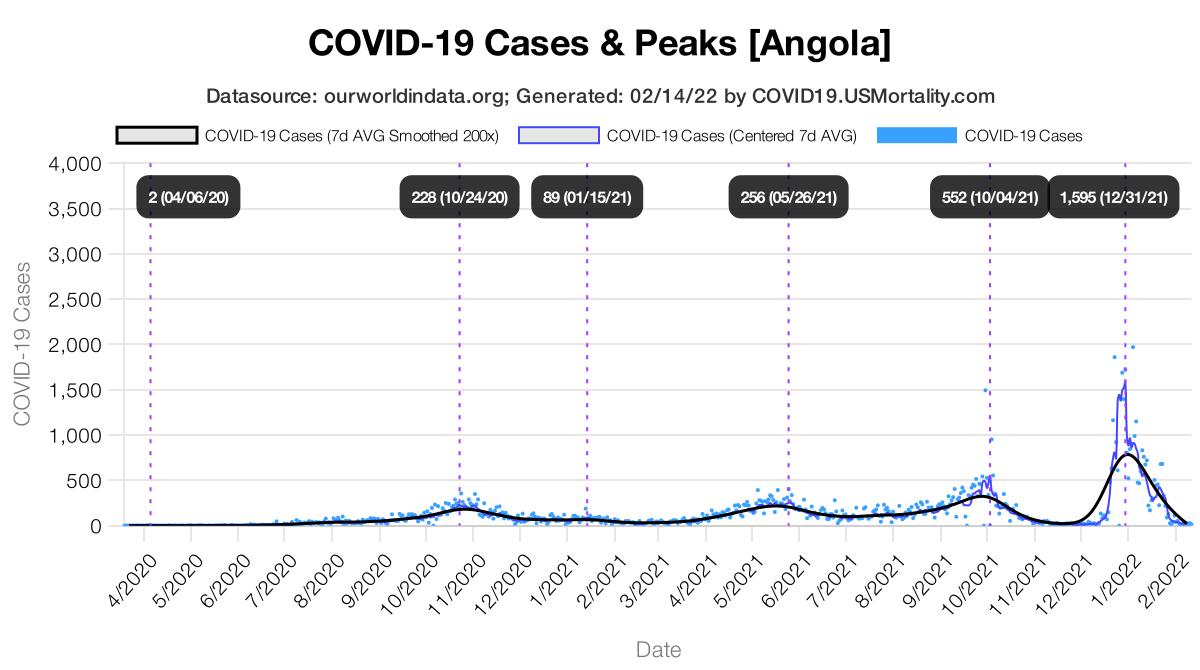 COVID-19 Cases & Peaks [Angola]
Datasource: ourworldindata.org; Generated: 02/14/22 by COVID19.USMortality.com
COVID-19 Cases (7d AVG Smoothed 200x) COVID-19 Cases (Centered 7d AVG) COVID-19 Cases
4,000
2 (04/06/20) 228 (10/24/20) 89 (01/15/21) 256 (05/26/21) 552 (10/04/21) 1,595 (12/31/21)
3,500
3,000
2,500
2,000
1,500
1,000
500
0
COVID-19 Cases
4/2020 5/2020 6/2020 7/2020 8/2020 9/2020 10/2020 11/2020 12/2020 1/2021 2/2021 3/2021 4/2021 5/2021 6/2021 7/2021 8/2021 9/2021 10/2021 11/2021 12/2021 1/2022 2/2022
Date